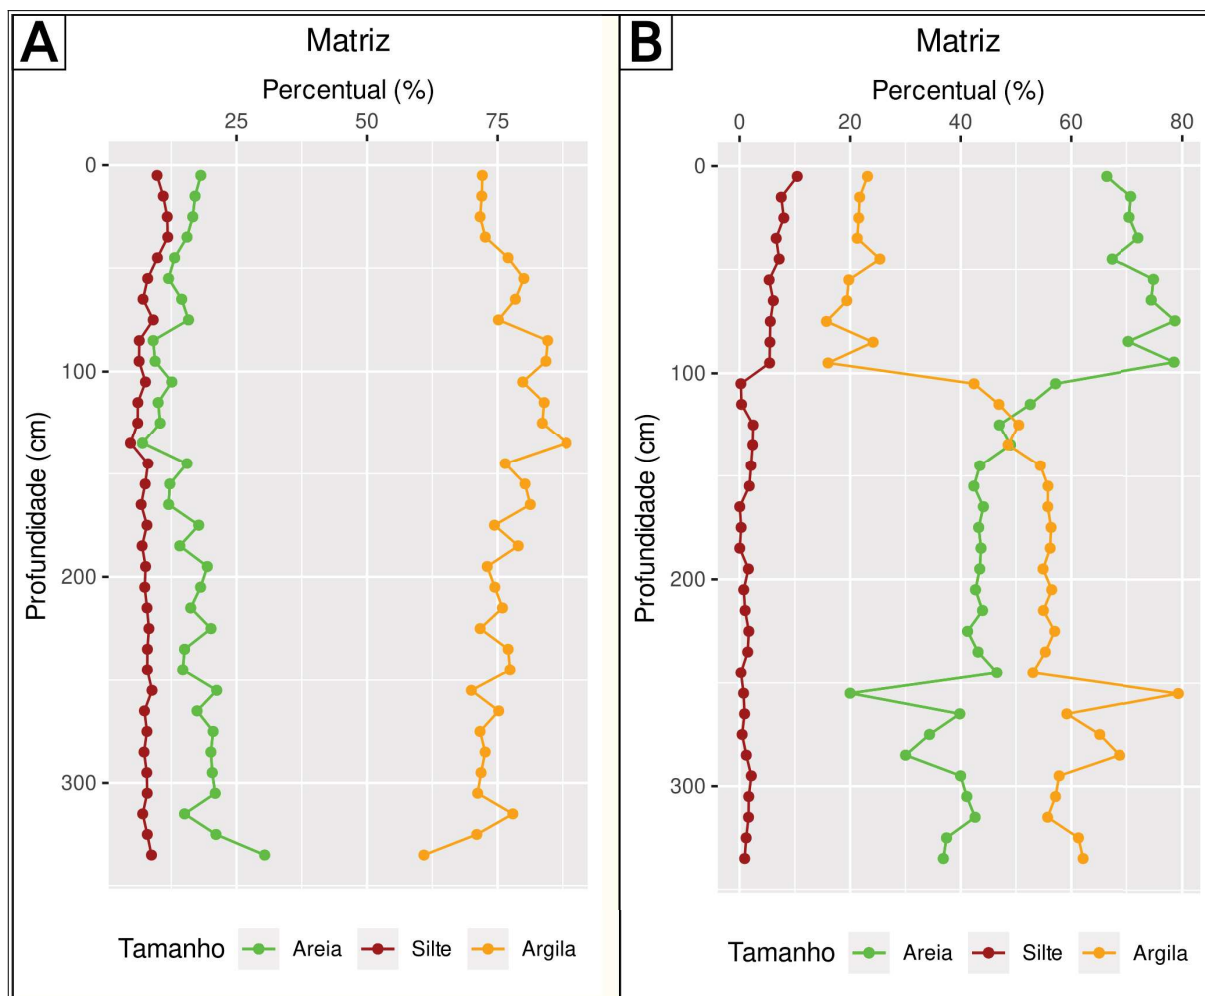 A
Matriz
Percentual (%)
25 50 75
0
100
200
300
Profundidade (cm)
Tamanho Areia Silte Argila
B
Matriz
Percentual (%)
0 20 40 60 80
0
100
200
300
Profundidade (cm)
Tamanho Areia Silte Argila